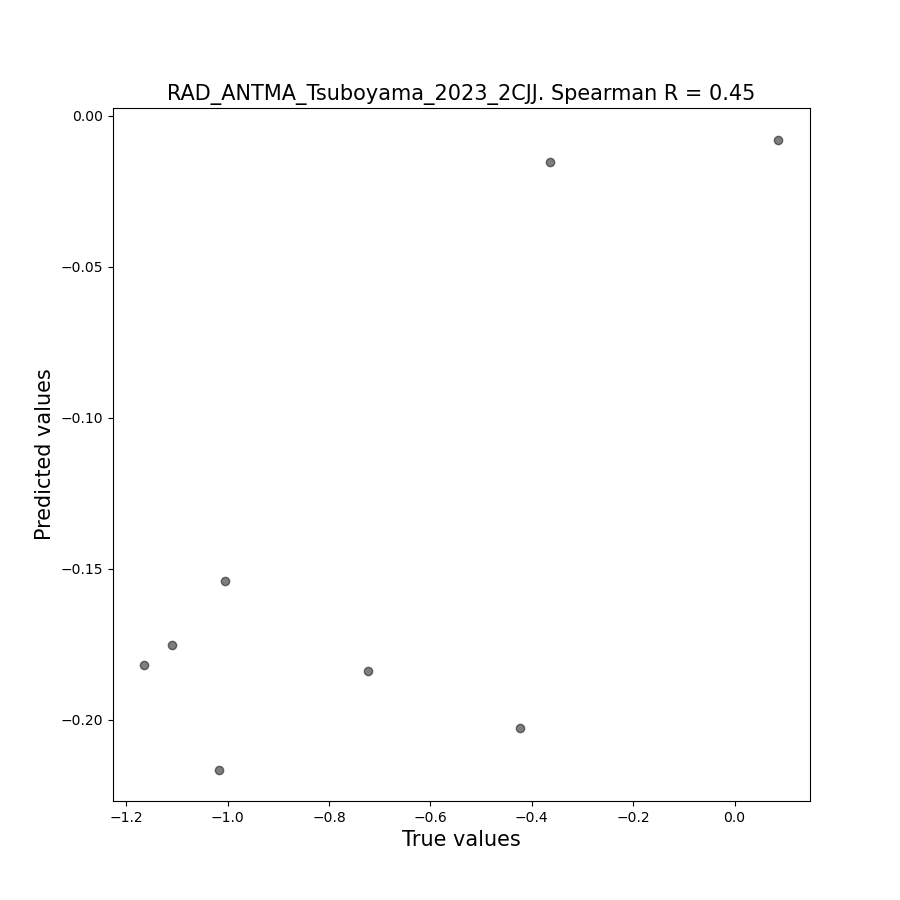 RAD_ANTMA_Tsuboyama_2023_2CJJ. Spearman R = 0.45
0.00
−0.05
−0.10
−0.15
−0.20
Predicted values
−1.2 −1.0 −0.8 −0.6 −0.4 −0.2 0.0
True values